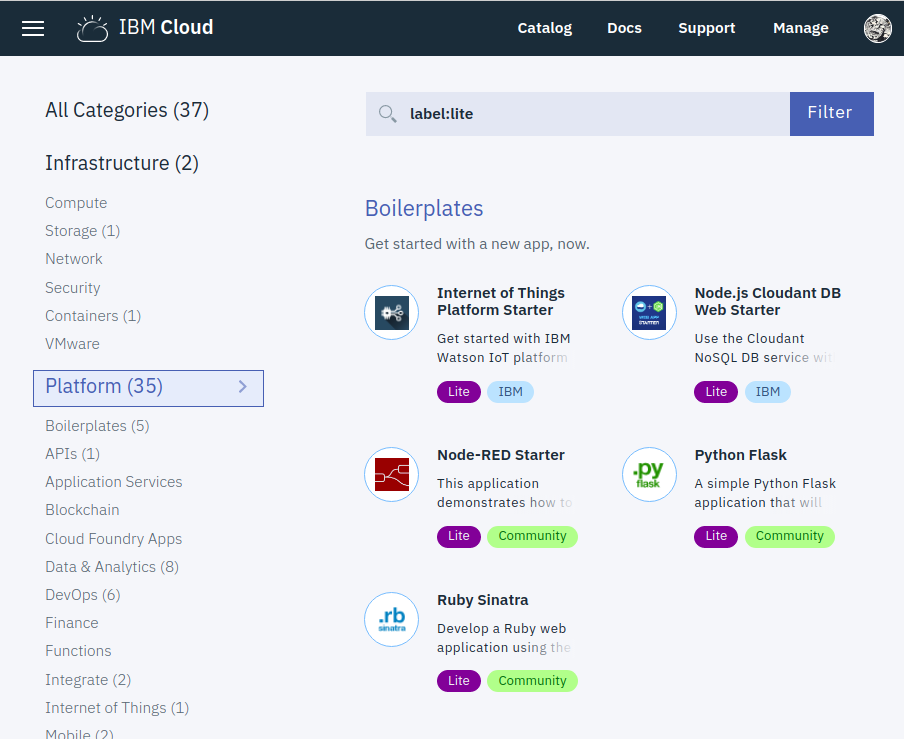 IBM Cloud
Catalog
Docs
Support
Manage
All Categories (37)
Infrastructure (2)
Compute
Storage (1)
Network
Security
Containers (1)
VMware
Platform (35)
Boilerplates (5)
APIs (1)
Application Services
Blockchain
Cloud Foundry Apps
Data & Analytics (8)
DevOps (6)
Finance
Functions
Integrate (2)
Internet of Things (1)
Mobile (2)
label:lite
Filter
Boilerplates
Get started with a new app, now.
Internet of Things
Platform Starter
Get started with IBM
Watson IoT platform
Lite
IBM
Node.js Cloudant DB
Web Starter
Use the Cloudant
NoSQL DB service wit
Lite
IBM
Node-RED Starter
This application
demonstrates how to
Lite
Community
.py
flask
Python Flask
A simple Python Flask
application that will
Lite
Community
.rb
sinatra
Ruby Sinatra
Develop a Ruby web
application using the
Lite
Community